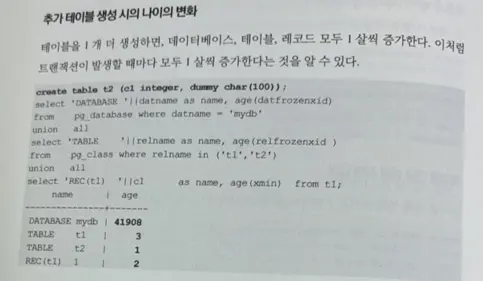 추가 테이블 생성 시의 나이의 변화
테이블을 1개 더 생성하면, 데이터베이스, 테이블, 레코드 모두 1살씩 증가한다. 이처럼
트랜잭션이 발생할 때마다 모두 1살씩 증가한다는 것을 알 수 있다.
create table t2 (c1 integer, dummy char(100));
select 'DATABASE '||datname as name, age(datfrozenxid)
from pg_database where datname = 'mydb'
union all
select 'TABLE '||relname as name, age(relfrozenxid )
from pg_class where relname in ('t1','t2')
union all
select 'REC(t1) '||c1 as name, age(xmin) from t1;
name | age
---------------+-------
DATABASE mydb | 41908
TABLE t1 | 3
TABLE t2 | 1
REC(t1) 1 | 2